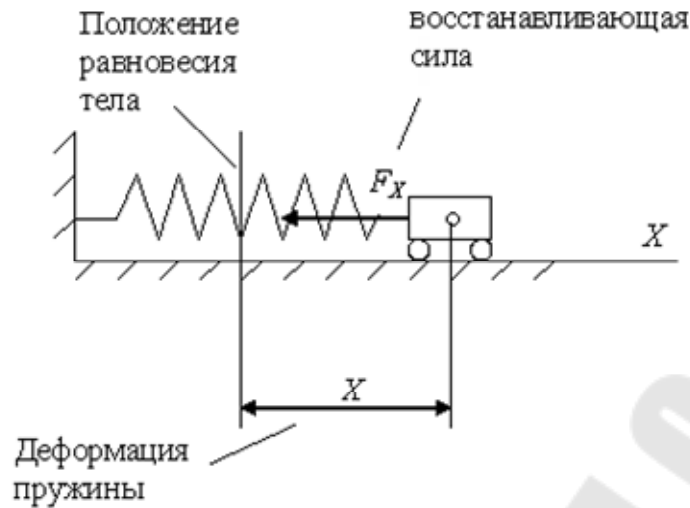 Положение
равновесия
тела
восстанавливающая
сила
F_X
X
X
Деформация
пружины